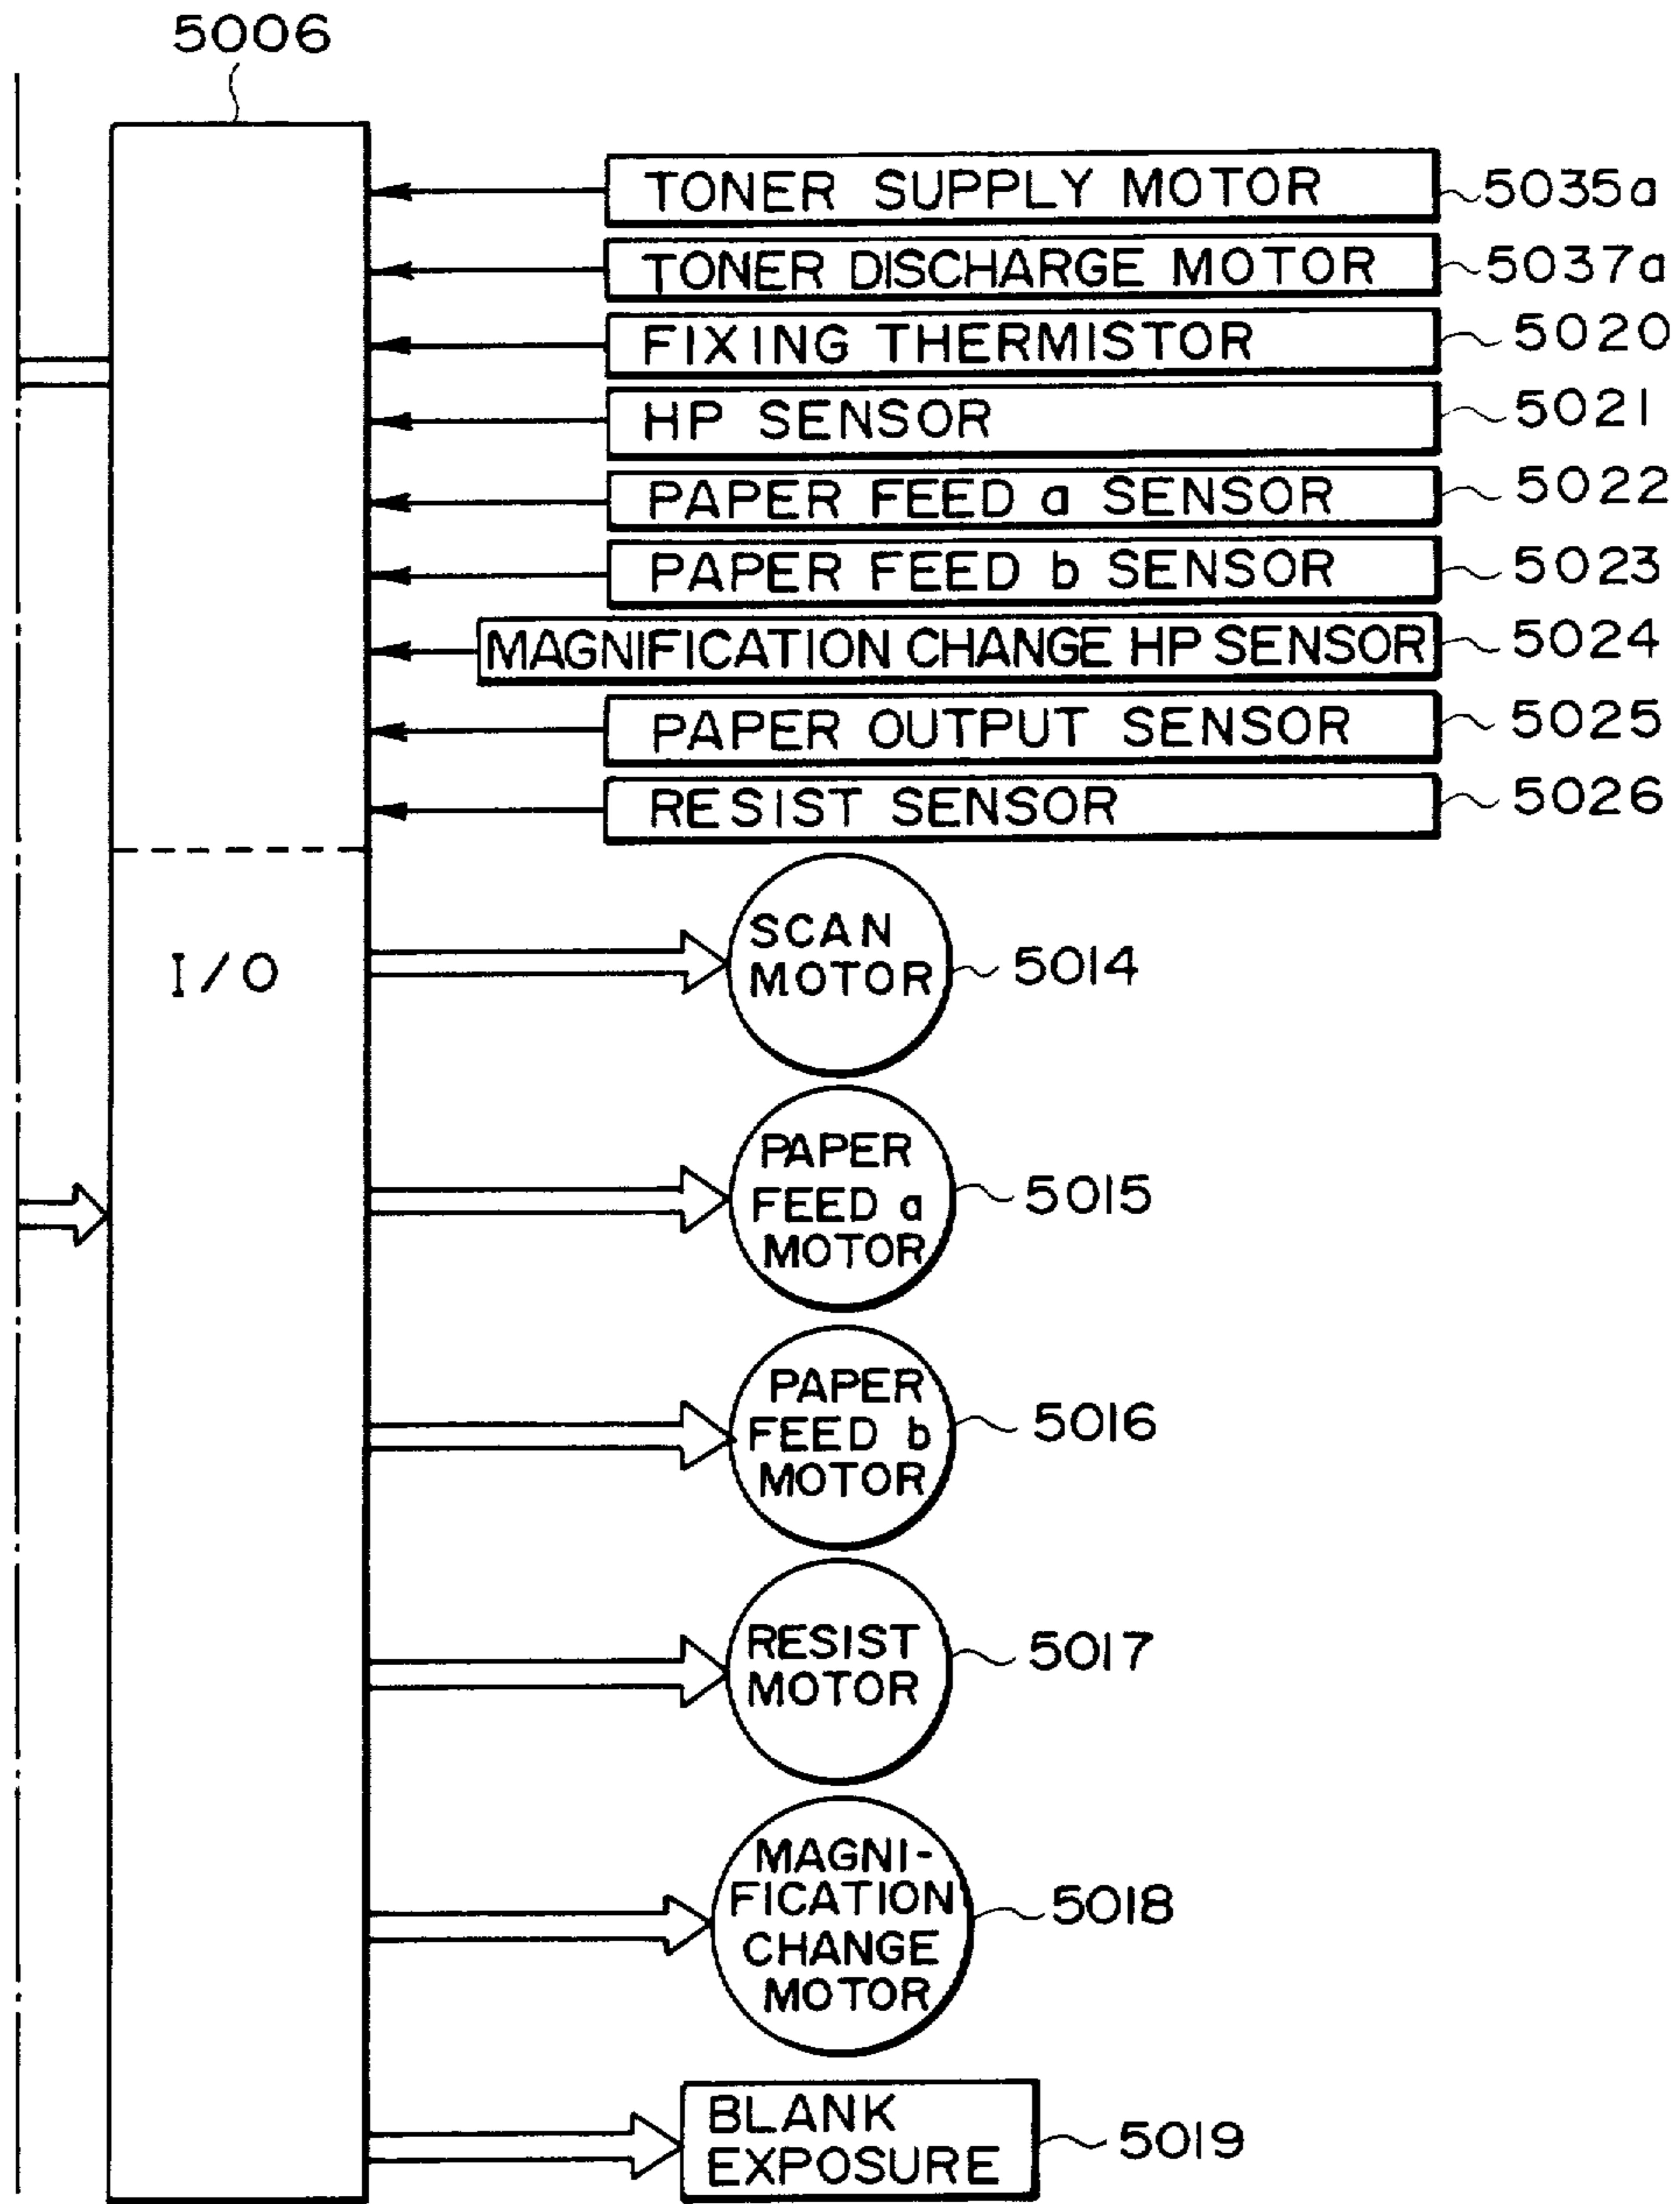 5006
TONER SUPPLY MOTOR 5035a
TONER DISCHARGE MOTOR 5037a
FIXING THERMISTOR 5020
HP SENSOR 5021
PAPER FEED a SENSOR 5022
PAPER FEED b SENSOR 5023
MAGNIFICATION CHANGE HP SENSOR 5024
PAPER OUTPUT SENSOR 5025
RESIST SENSOR 5026
I/O
SCAN
MOTOR
5014
PAPER
FEED a
MOTOR
5015
PAPER
FEED b
MOTOR
5016
RESIST
MOTOR
5017
MAGNI-
FICATION
CHANGE
MOTOR
5018
BLANK
EXPOSURE
5019